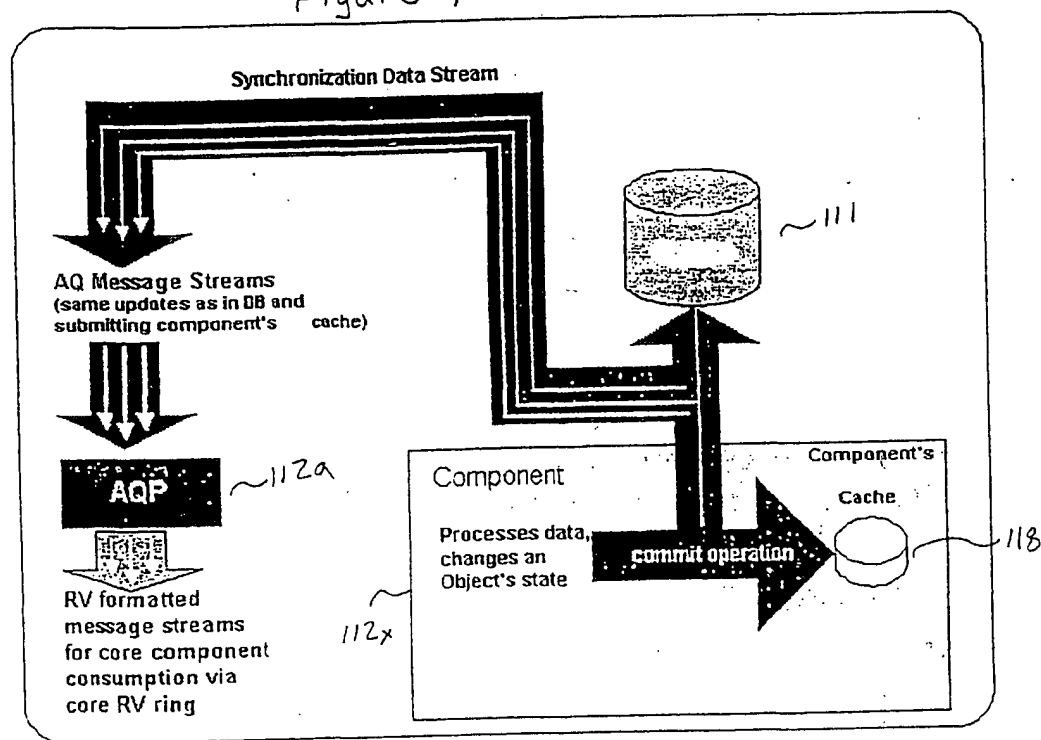 Figure
Synchronization Data Stream
111
AQ Message Streams
(same updates as in DB and
submitting component's cache)
AQP
112a
RV formatted
message streams
for core component
consumption via
core RV ring
Component
Processes data,
changes an
Object's state
commit operation
Component's
Cache
118
112x